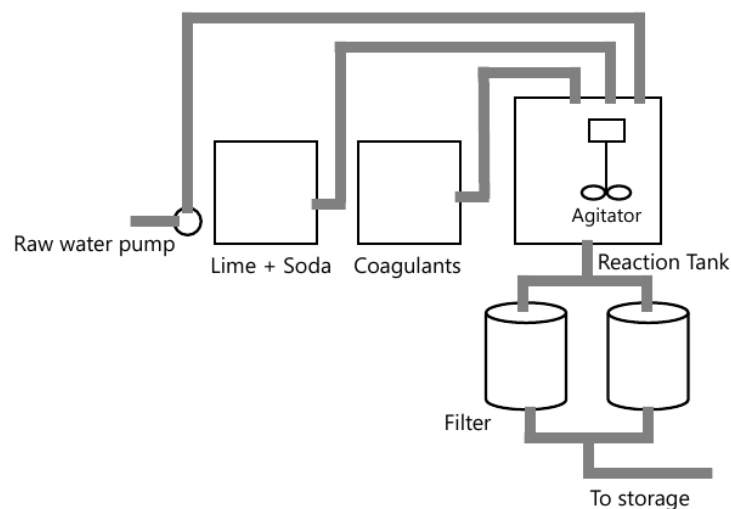 Agitator
Raw water pump
Lime + Soda
Coagulants
Reaction Tank
Filter
To storage